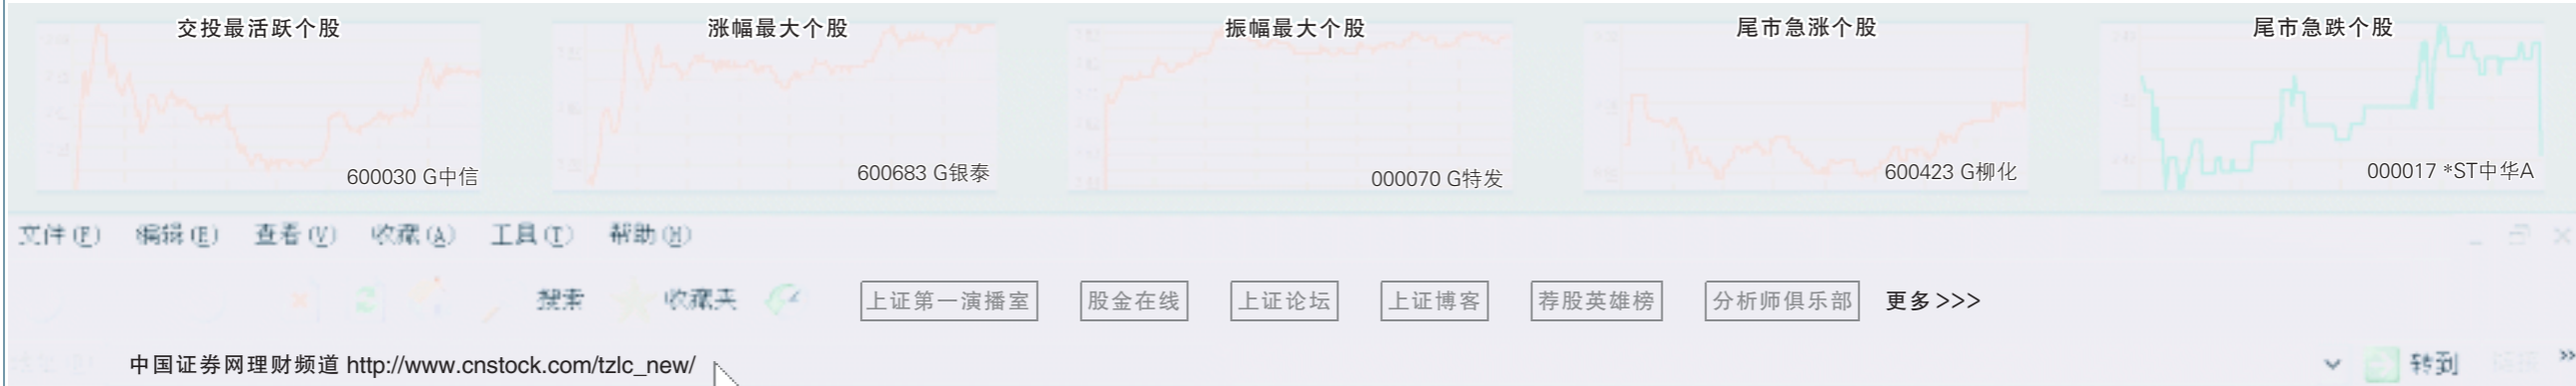 交投最活跃个股
涨幅最大个股
振幅最大个股
尾市急涨个股
尾市急跌个股
600030 G中信
600683 G银泰
000070 G特发
600423 G柳化
000017 *ST中华A
文件(F) 编辑(E) 查看(V) 收藏(A) 工具(T) 帮助(H)
搜索 收藏夹 上证第一演播室 股金在线 上证论坛 上证博客 荐股英雄榜 分析师俱乐部 更多>>>
中国证券网理财频道 http://www.cnstock.com/tzlc_new/ 转到 »